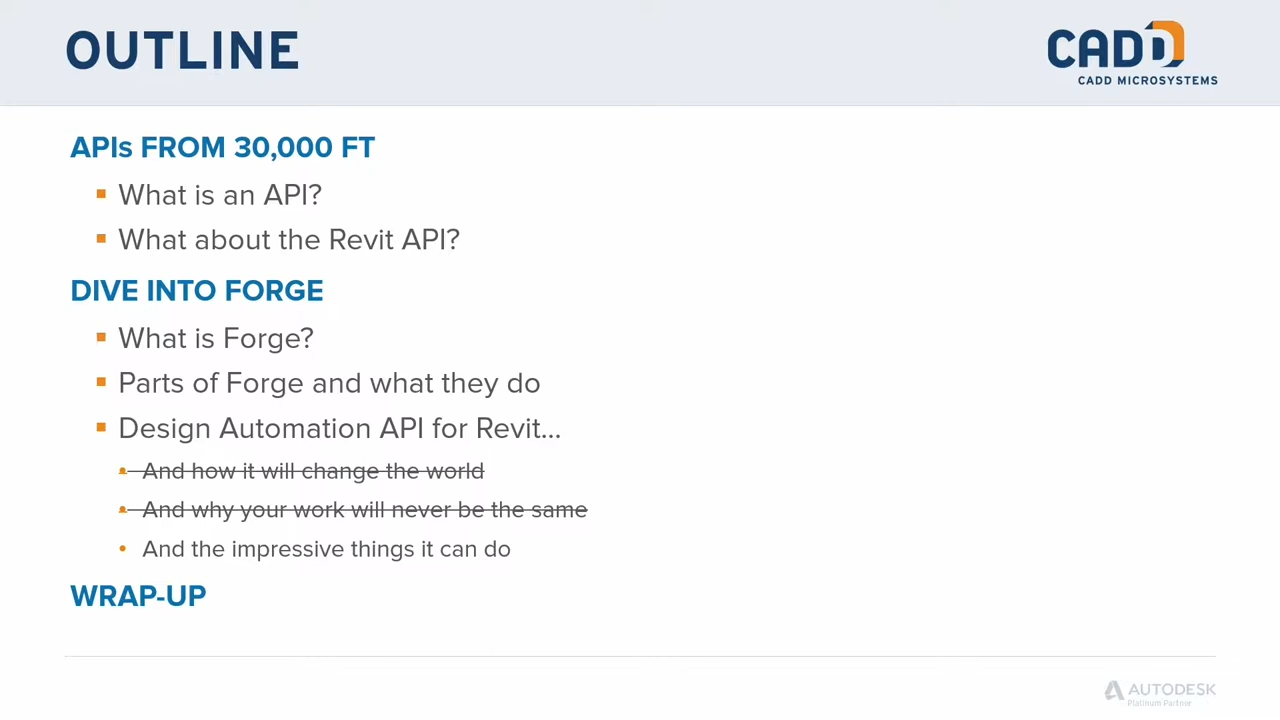 OUTLINE
CADD
CADD MICROSYSTEMS
APIs FROM 30,000 FT
▪ What is an API?
▪ What about the Revit API?
DIVE INTO FORGE
▪ What is Forge?
▪ Parts of Forge and what they do
▪ Design Automation API for Revit…
• And how it will change the world
• And why your work will never be the same
• And the impressive things it can do
WRAP-UP
AUTODESK
Platinum Partner